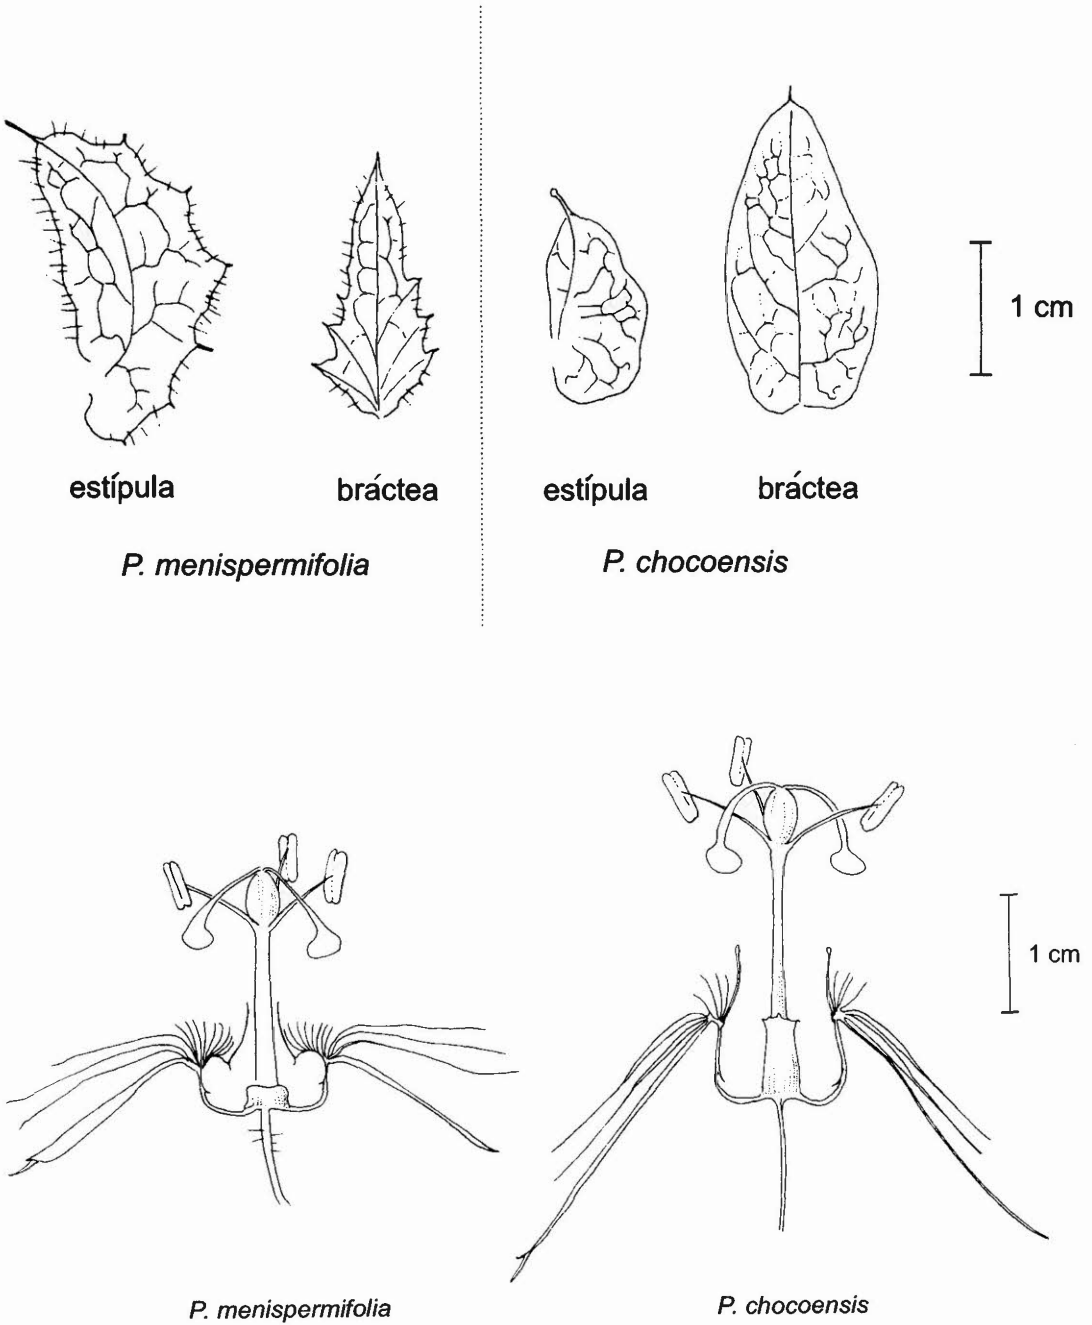 1 cm
estípula
bráctea
estípula
bráctea
P. menispermifolia
P. chocoensis
1 cm
P. menispermifolia
P. chocoensis